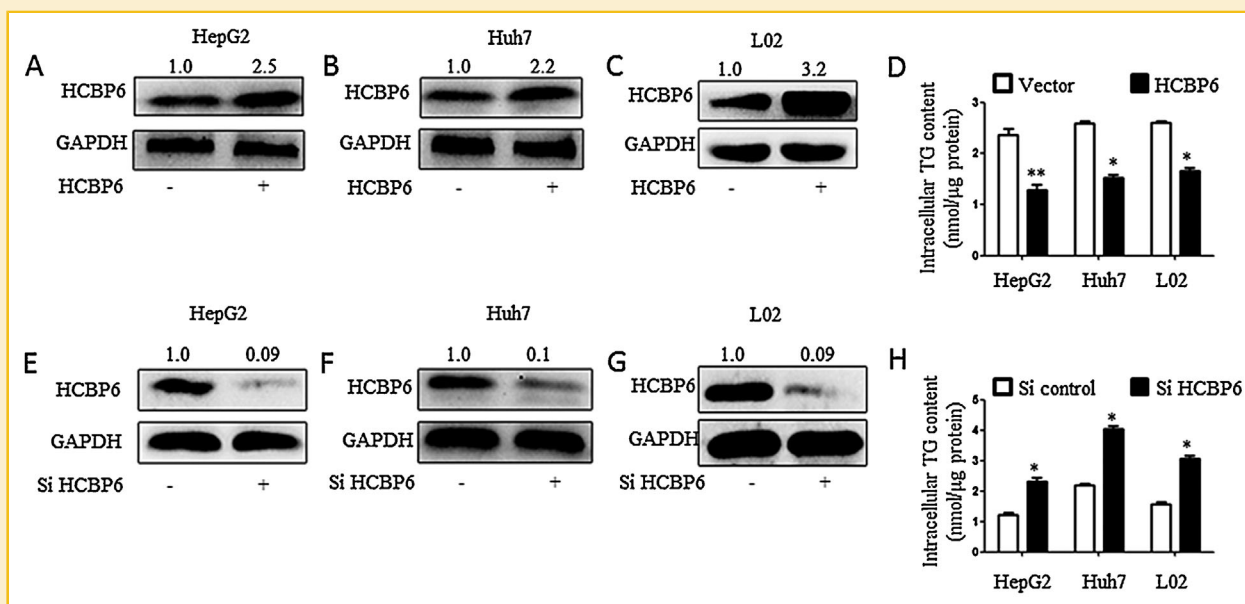 A
HepG2
1.0 2.5
HCBP6
GAPDH
HCBP6 - +
B
Huh7
1.0 2.2
HCBP6
GAPDH
HCBP6 - +
C
L02
1.0 3.2
HCBP6
GAPDH
HCBP6 - +
D
Vector HCBP6
Intracellular TG content
(nmol/μg protein)
3
2
1
0
** * *
HepG2 Huh7 L02
E
HepG2
1.0 0.09
HCBP6
GAPDH
Si HCBP6 - +
F
Huh7
1.0 0.1
HCBP6
GAPDH
Si HCBP6 - +
G
L02
1.0 0.09
HCBP6
GAPDH
Si HCBP6 - +
H
Si control Si HCBP6
Intracellular TG content
(nmol/μg protein)
5
4
3
2
1
0
* * *
HepG2 Huh7 L02